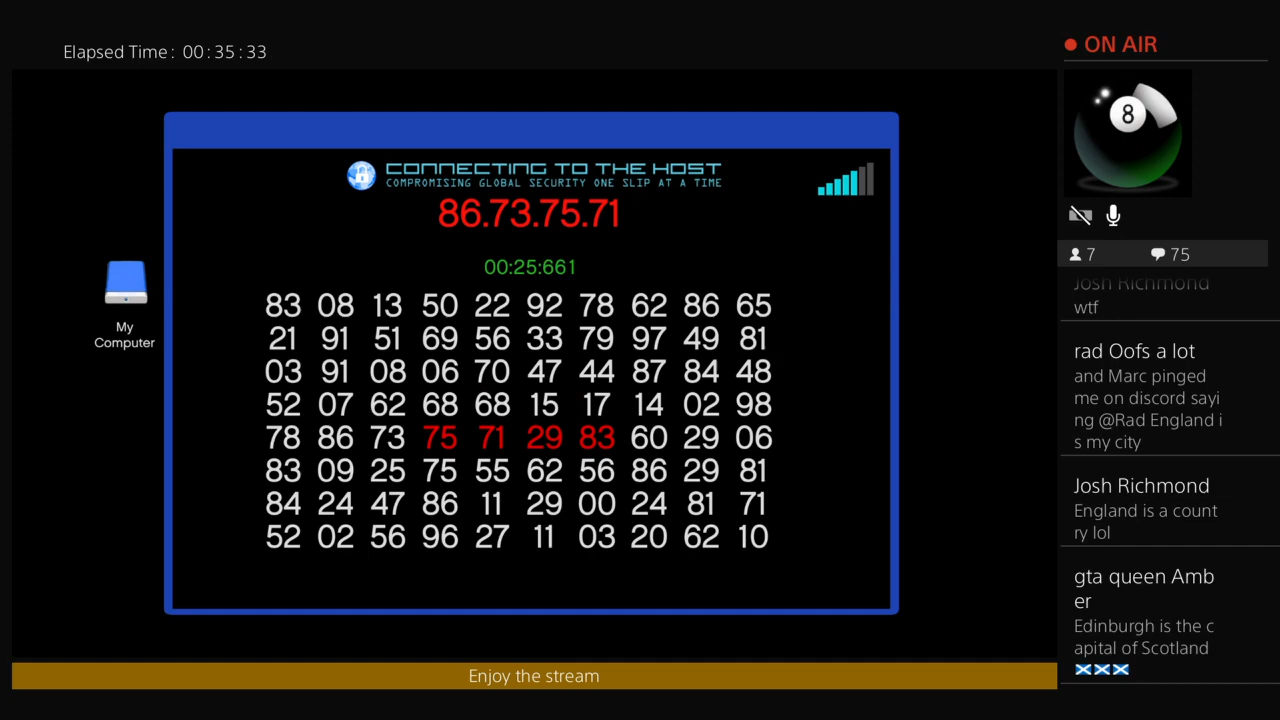 Elapsed Time: 00:35:33
ON AIR
8
CONNECTING TO THE HOST
COMPROMISING GLOBAL SECURITY ONE SLIP AT A TIME
86.73.75.71
00:25:661
83 08 13 50 22 92 78 62 86 65
21 91 51 69 56 33 79 97 49 81
03 91 08 06 70 47 44 87 84 48
52 07 62 68 68 15 17 14 02 98
78 86 73 75 71 29 83 60 29 06
83 09 25 75 55 62 56 86 29 81
84 24 47 86 11 29 00 24 81 71
52 02 56 96 27 11 03 20 62 10
My
Computer
Enjoy the stream
7 75
Josh Richmond
wtf
rad Oofs a lot
and Marc pinged
me on discord sayi
ng @Rad England i
s my city
Josh Richmond
England is a count
ry lol
gta queen Amb
er
Edinburgh is the c
apital of Scotland
🏴󠁧󠁢󠁳󠁣󠁴󠁿🏴󠁧󠁢󠁳󠁣󠁴󠁿🏴󠁧󠁢󠁳󠁣󠁴󠁿